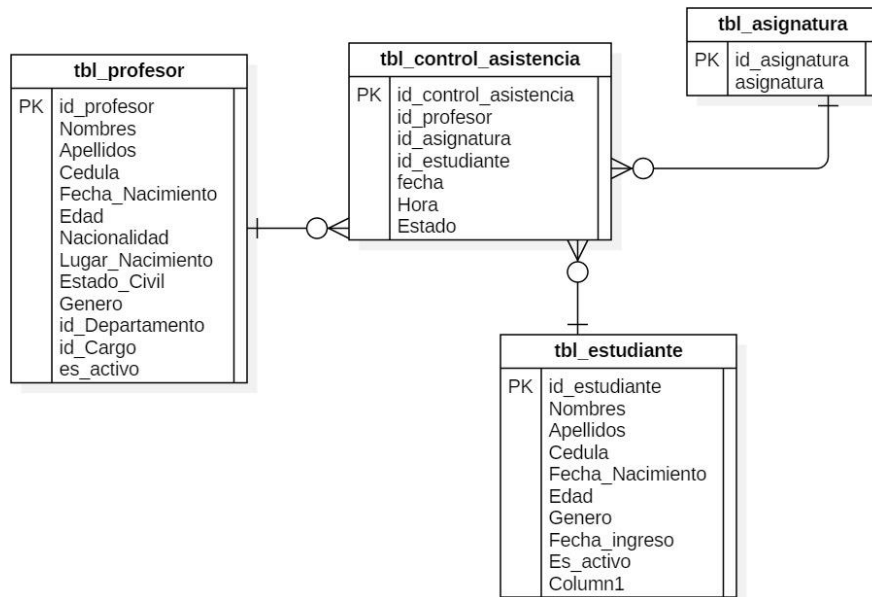 tbl_profesor
PK id_profesor
Nombres
Apellidos
Cedula
Fecha_Nacimiento
Edad
Nacionalidad
Lugar_Nacimiento
Estado_Civil
Genero
id_Departamento
id_Cargo
es_activo
tbl_control_asistencia
PK id_control_asistencia
id_profesor
id_asignatura
id_estudiante
fecha
Hora
Estado
tbl_asignatura
PK id_asignatura
asignatura
tbl_estudiante
PK id_estudiante
Nombres
Apellidos
Cedula
Fecha_Nacimiento
Edad
Genero
Fecha_ingreso
Es_activo
Column1